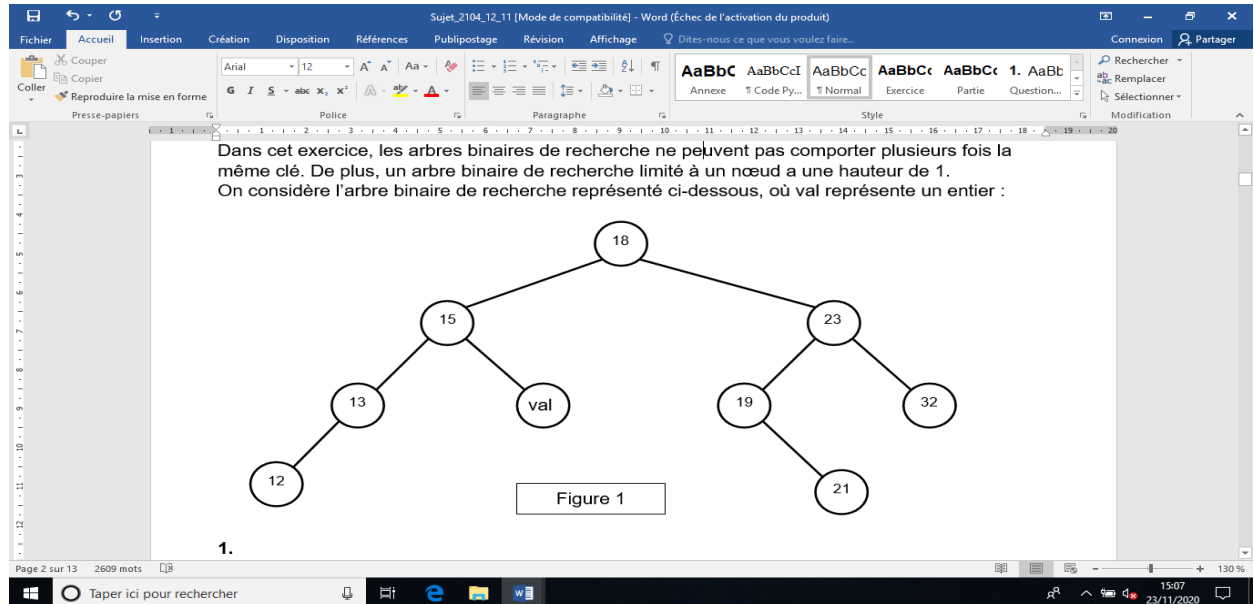 Sujet_2104_12_11 [Mode de compatibilité] - Word (Échec de l'activation du produit)
Fichier Accueil Insertion Création Disposition Références Publipostage Révision Affichage Dites-nous ce que vous voulez faire... Connexion Partager
Coller
Couper
Copier
Reproduire la mise en forme
Presse-papiers
Arial 12
G I S abc X₂ X²
Police
Paragraphe
AaBbC AaBbCcI AaBbCc AaBbCc AaBbCc 1. AaBb
Annexe ¶ Code Py... ¶ Normal Exercice Partie Question...
Style
Rechercher
Remplacer
Sélectionner
Modification
Dans cet exercice, les arbres binaires de recherche ne peuvent pas comporter plusieurs fois la
même clé. De plus, un arbre binaire de recherche limité à un nœud a une hauteur de 1.
On considère l'arbre binaire de recherche représenté ci-dessous, où val représente un entier :
18
15 23
13 val 19 32
12 21
Figure 1
1.
Page 2 sur 13 2609 mots 130 %
Taper ici pour rechercher
15:07
23/11/2020